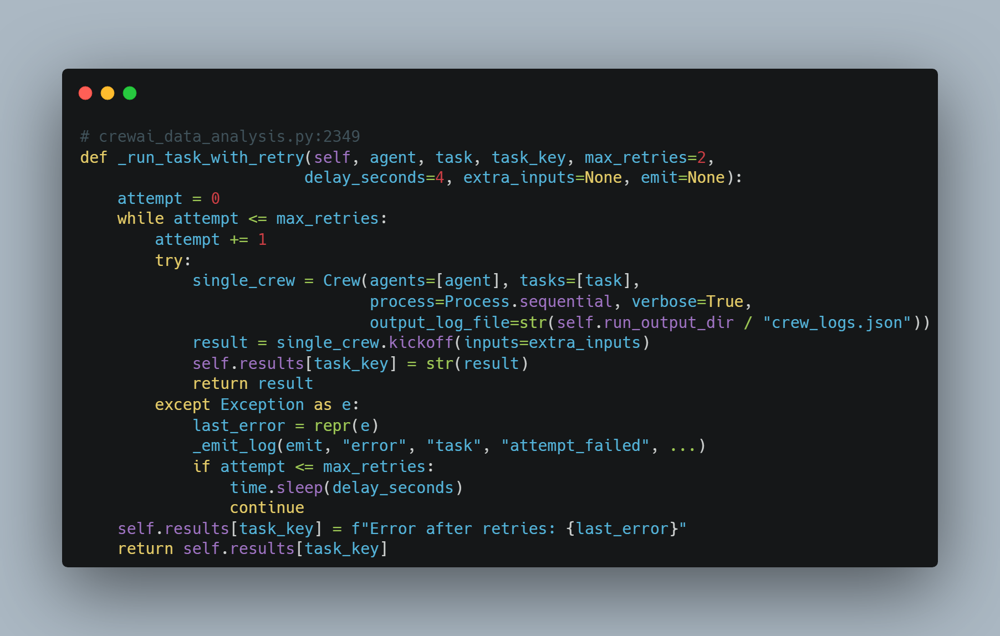 # crewai_data_analysis.py:2349
def _run_task_with_retry(self, agent, task, task_key, max_retries=2,
                        delay_seconds=4, extra_inputs=None, emit=None):
    attempt = 0
    while attempt <= max_retries:
        attempt += 1
        try:
            single_crew = Crew(agents=[agent], tasks=[task],
                               process=Process.sequential, verbose=True,
                               output_log_file=str(self.run_output_dir / "crew_logs.json"))
            result = single_crew.kickoff(inputs=extra_inputs)
            self.results[task_key] = str(result)
            return result
        except Exception as e:
            last_error = repr(e)
            _emit_log(emit, "error", "task", "attempt_failed", ...)
            if attempt <= max_retries:
                time.sleep(delay_seconds)
                continue
    self.results[task_key] = f"Error after retries: {last_error}"
    return self.results[task_key]